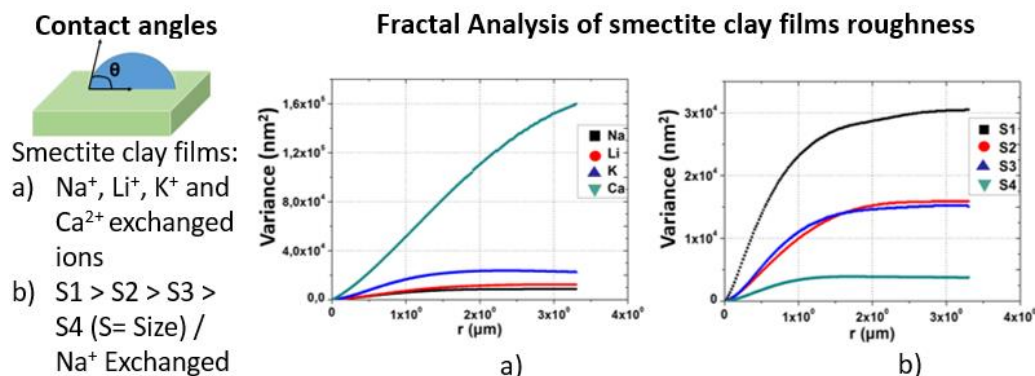 Contact angles
θ
Smectite clay films:
a) Na⁺, Li⁺, K⁺ and
Ca²⁺ exchanged
ions
b) S1 > S2 > S3 >
S4 (S= Size) /
Na⁺ Exchanged
Fractal Analysis of smectite clay films roughness
Variance (nm²)
1,6x10⁵
1,2x10⁵
8,0x10⁴
4,0x10⁴
0,0
Na
Li
K
Ca
0 1x10⁰ 2x10⁰ 3x10⁰ 4x10⁰
r (μm)
a)
Variance (nm²)
3x10⁴
2x10⁴
1x10⁴
0
S1
S2
S3
S4
0 1x10⁰ 2x10⁰ 3x10⁰ 4x10⁰
r (μm)
b)